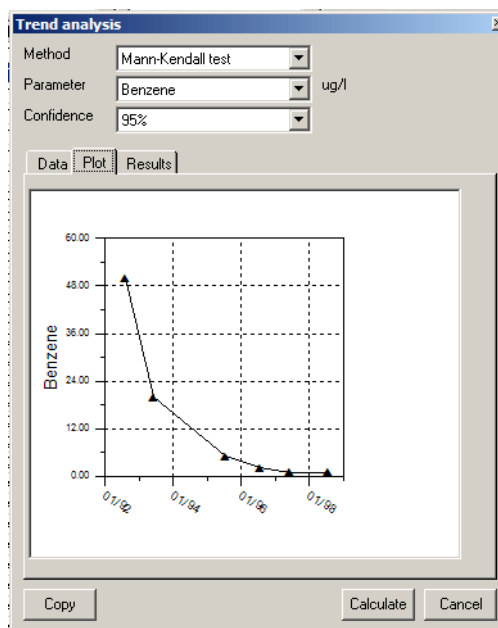 Trend analysis
Method Mann-Kendall test
Parameter Benzene ug/l
Confidence 95%
Data Plot Results
60.00
48.00
36.00
24.00
12.00
0.00
Benzene
01/92 01/94 01/96 01/98
Copy Calculate Cancel